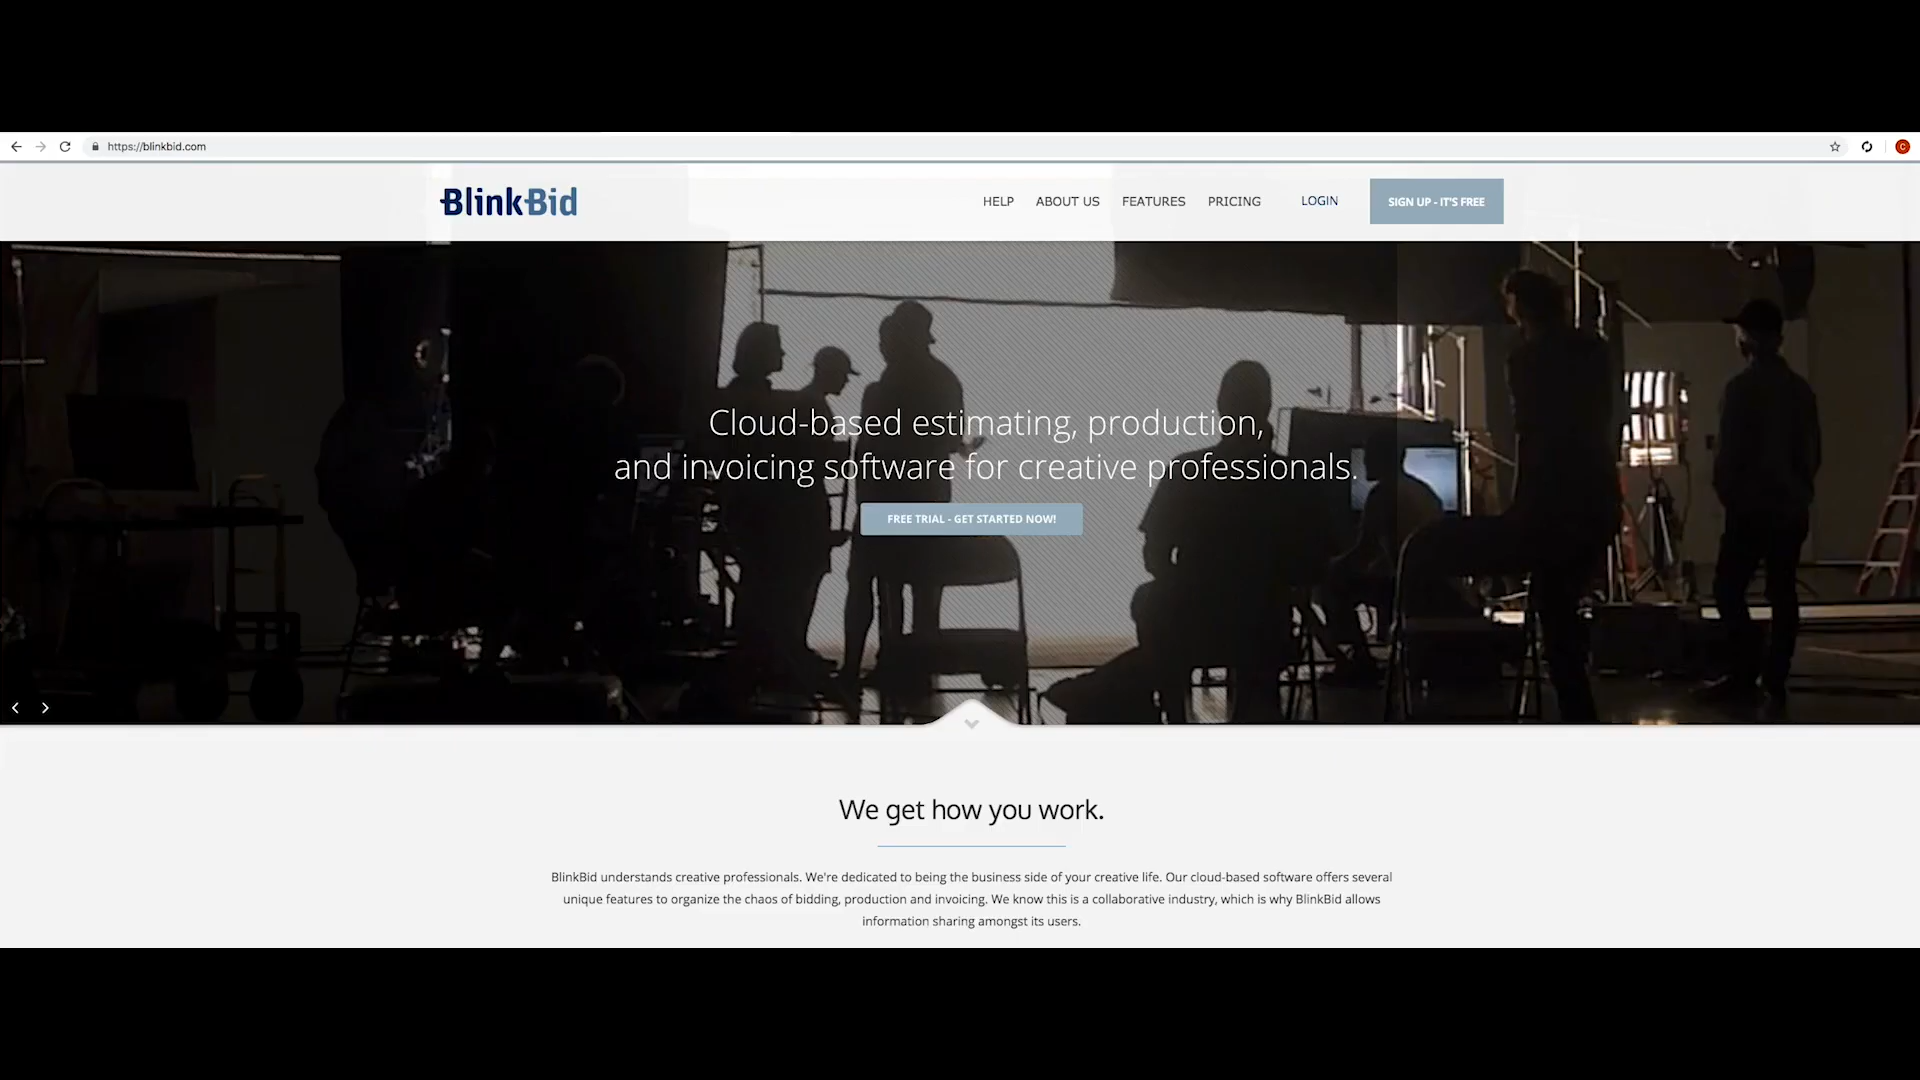 https://blinkbid.com
C
BlinkBid
HELP ABOUT US FEATURES PRICING LOGIN SIGN UP - IT'S FREE
Cloud-based estimating, production,
and invoicing software for creative professionals.
FREE TRIAL - GET STARTED NOW!
We get how you work.
BlinkBid understands creative professionals. We're dedicated to being the business side of your creative life. Our cloud-based software offers several
unique features to organize the chaos of bidding, production and invoicing. We know this is a collaborative industry, which is why BlinkBid allows
information sharing amongst its users.